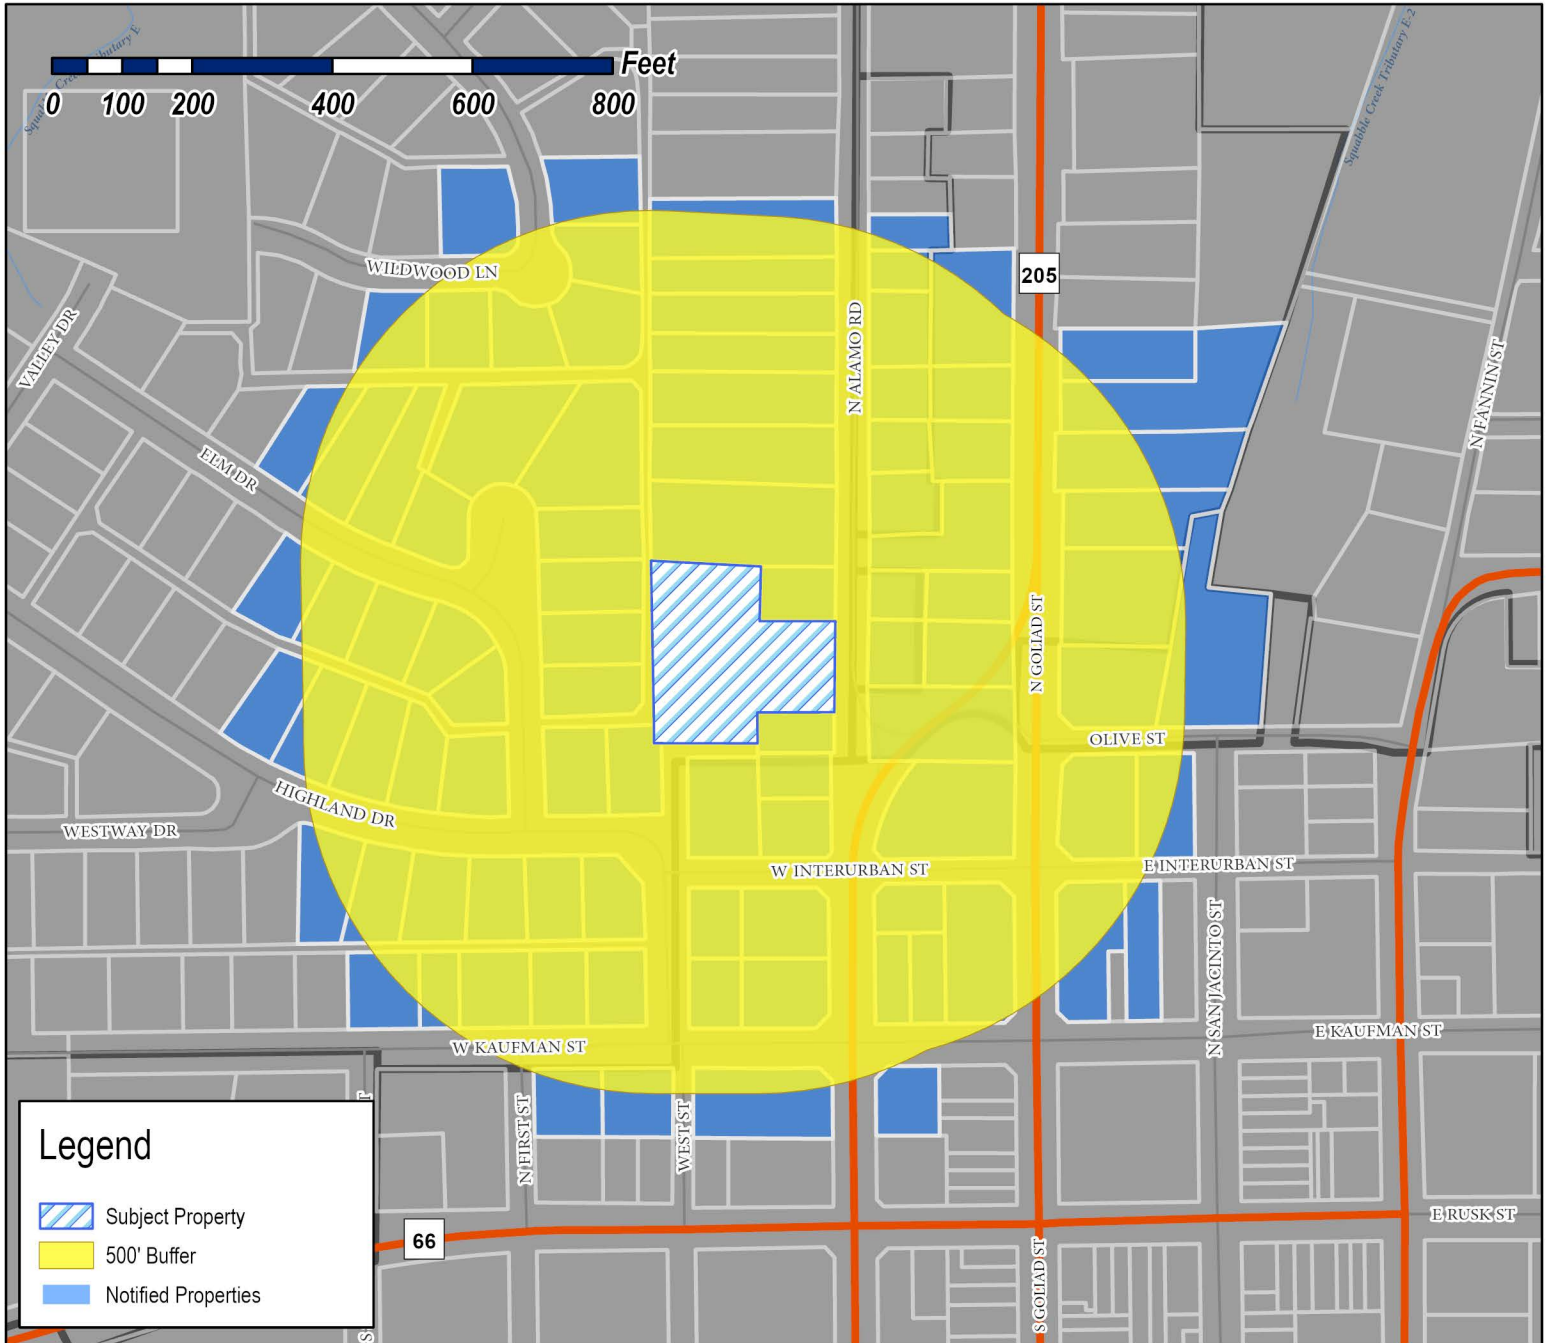 Squabble Creek Tributary E
Squabble Creek Tributary E-2
Feet
0 100 200 400 600 800
WILDWOOD LN
205
VALLEY DR
N ALAMO RD
N FANNIN ST
ELM DR
N GOLIAD ST
OLIVE ST
HIGHLAND DR
WESTWAY DR
W INTERURBAN ST
E INTERURBAN ST
N SAN JACINTO ST
E KAUFMAN ST
W KAUFMAN ST
N FIRST ST
WEST ST
E RUSK ST
66
S GOLIAD ST
Legend
Subject Property
500' Buffer
Notified Properties